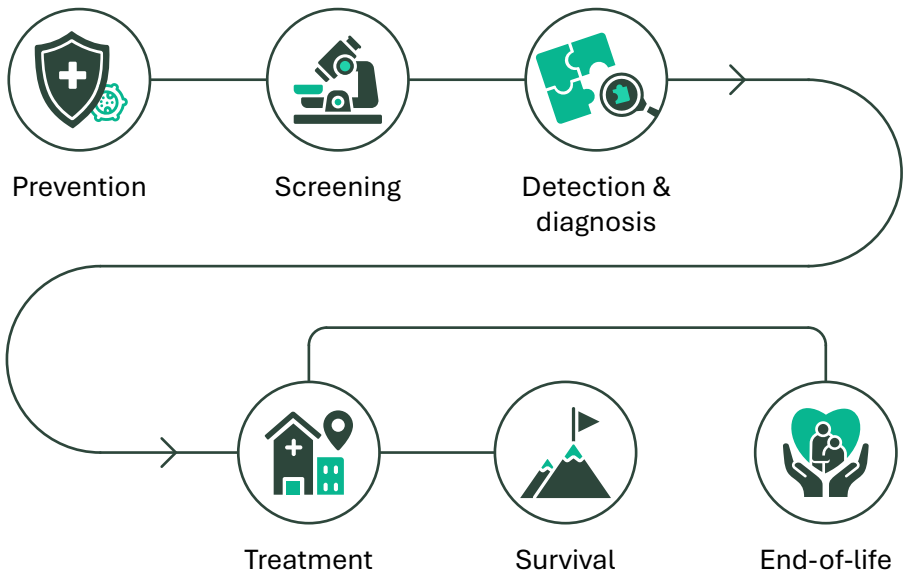 Prevention
Screening
Detection &
diagnosis
Treatment
Survival
End-of-life